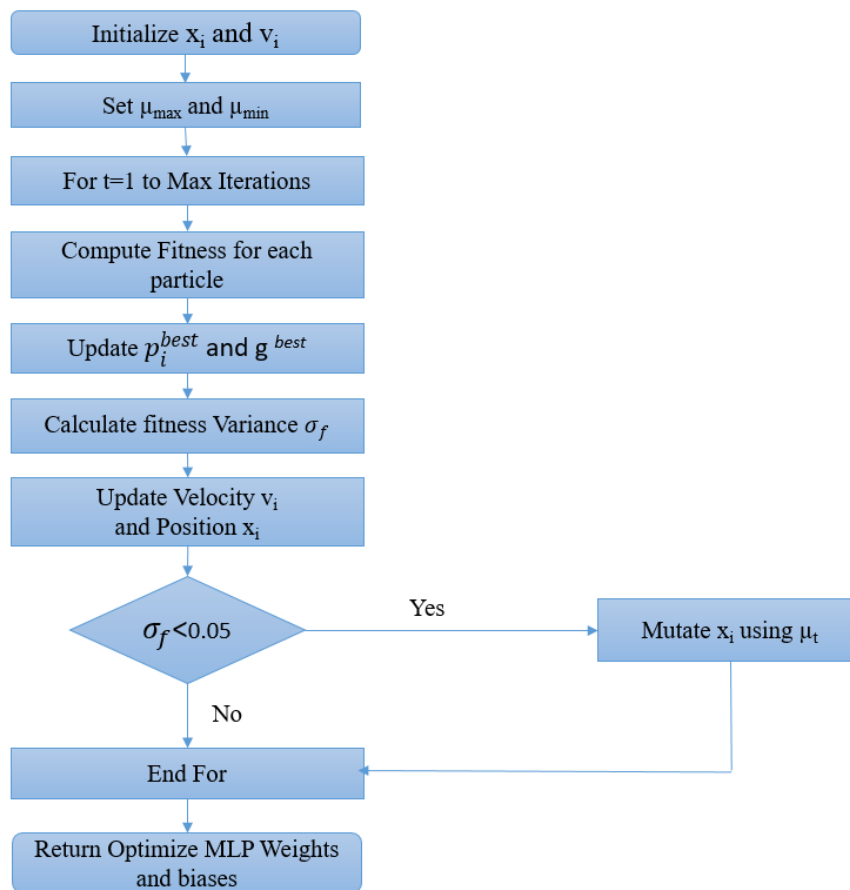 Initialize xᵢ and vᵢ
Set μₘₐₓ and μₘᵢₙ
For t=1 to Max Iterations
Compute Fitness for each
particle
Update pᵢᵇᵉˢᵗ and g ᵇᵉˢᵗ
Calculate fitness Variance σ_f
Update Velocity vᵢ
and Position xᵢ
σ_f<0.05
Yes
Mutate xᵢ using μₜ
No
End For
Return Optimize MLP Weights
and biases